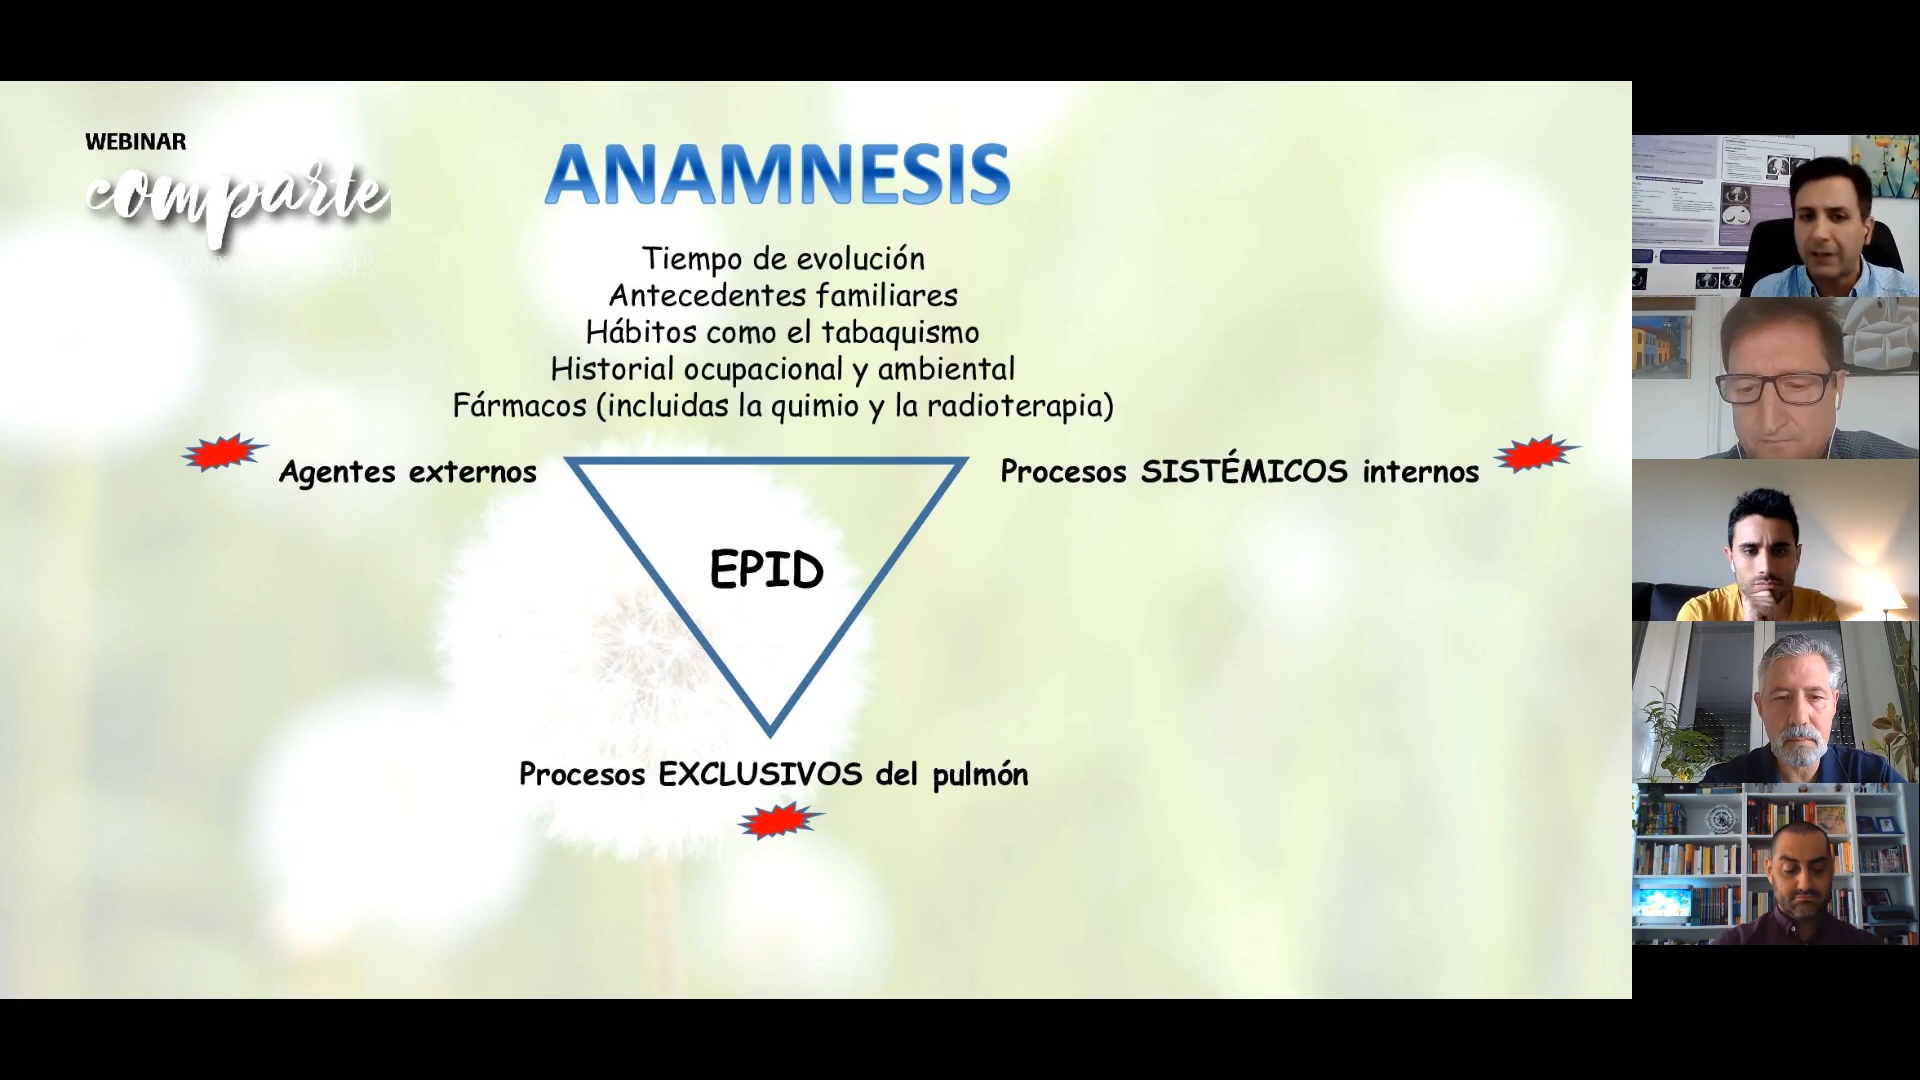 WEBINAR
comparte
ANAMNESIS
Tiempo de evolución
Antecedentes familiares
Hábitos como el tabaquismo
Historial ocupacional y ambiental
Fármacos (incluidas la quimio y la radioterapia)
Agentes externos
Procesos SISTÉMICOS internos
EPID
Procesos EXCLUSIVOS del pulmón